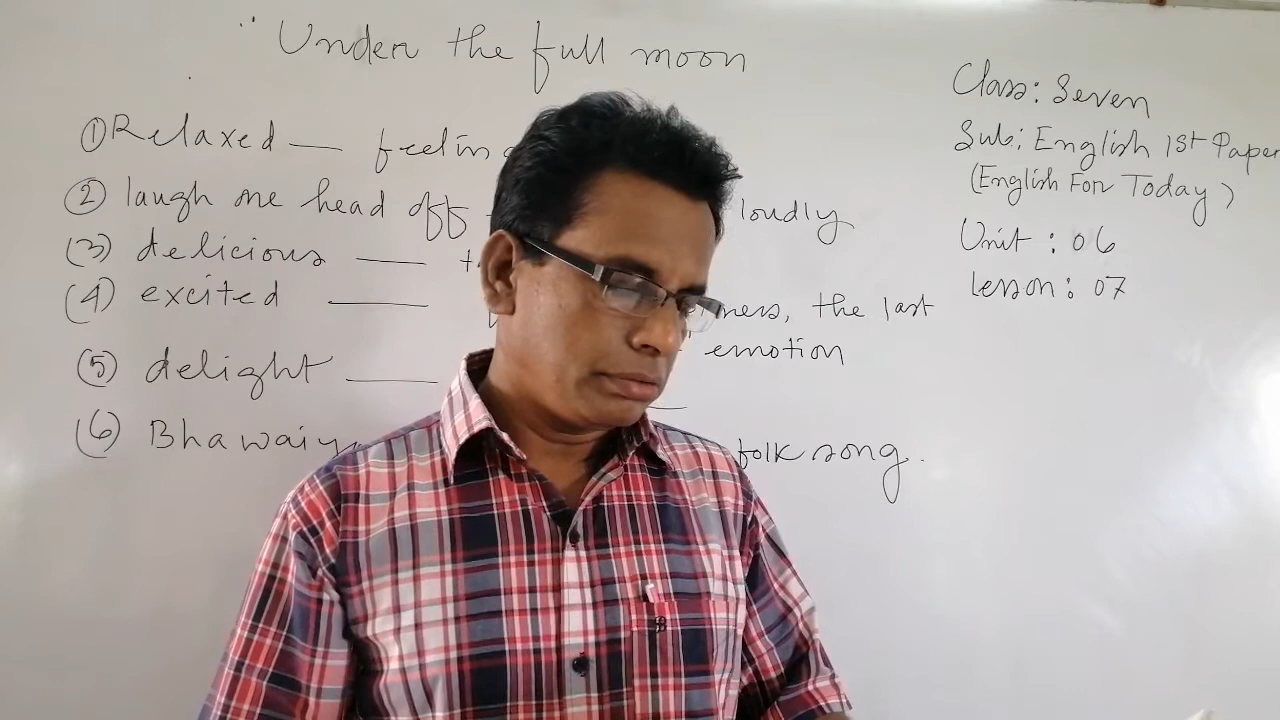 "Under the full moon
① Relaxed — feelin
② laugh one head off - loudly
(3) delicious —
(4) excited — ness, the last
emotion
⑤ delight — —
(6) Bhawaiy folk song.
Class: Seven
Sub: English 1st Paper
(English For Today)
Unit: 06
Lesson: 07